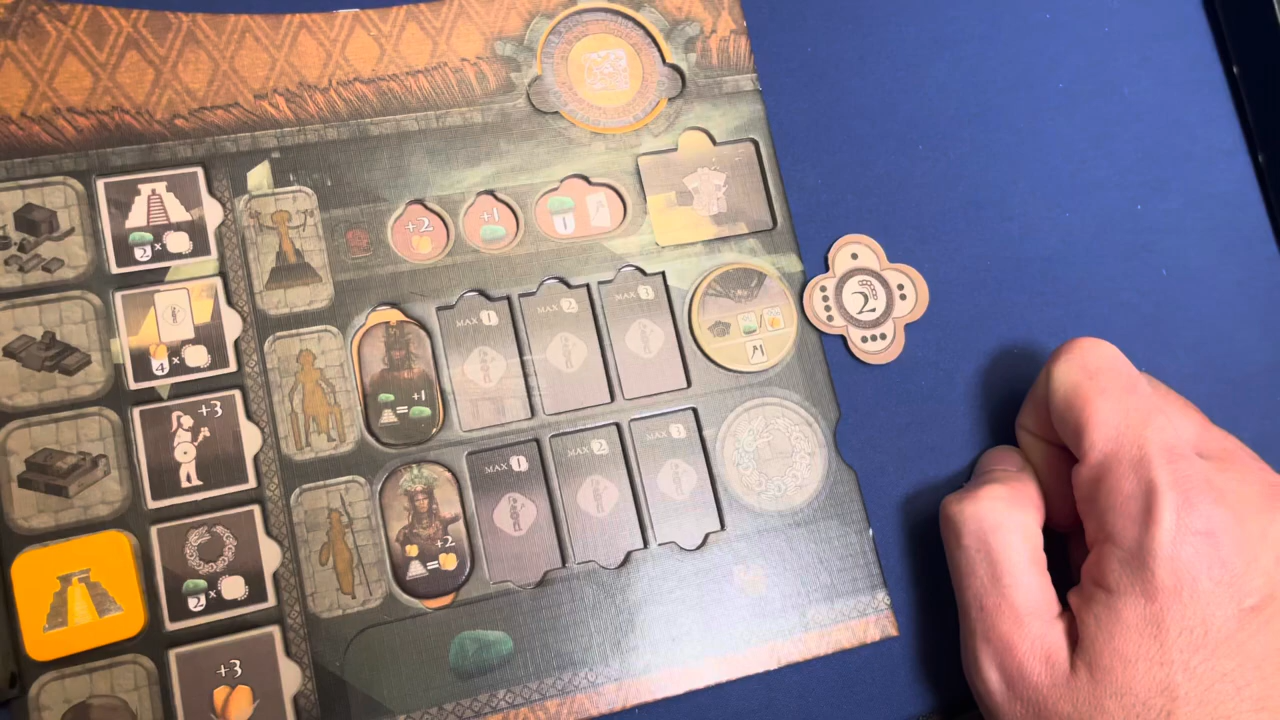 2 x
+2
+1
1
4 x
+3
MAX 1
MAX 2
MAX 3
2
= +1
MAX 1
MAX 2
MAX 3
+2
=
2 x
+3